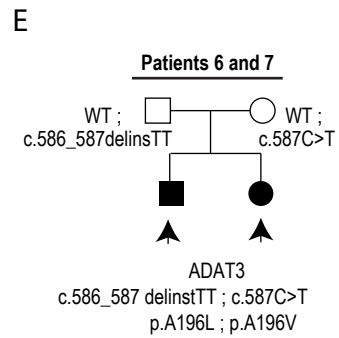 E
Patients 6 and 7
WT ; WT ;
c.586_587delinsTT c.587C>T
ADAT3
c.586_587 delinstTT ; c.587C>T
p.A196L ; p.A196V